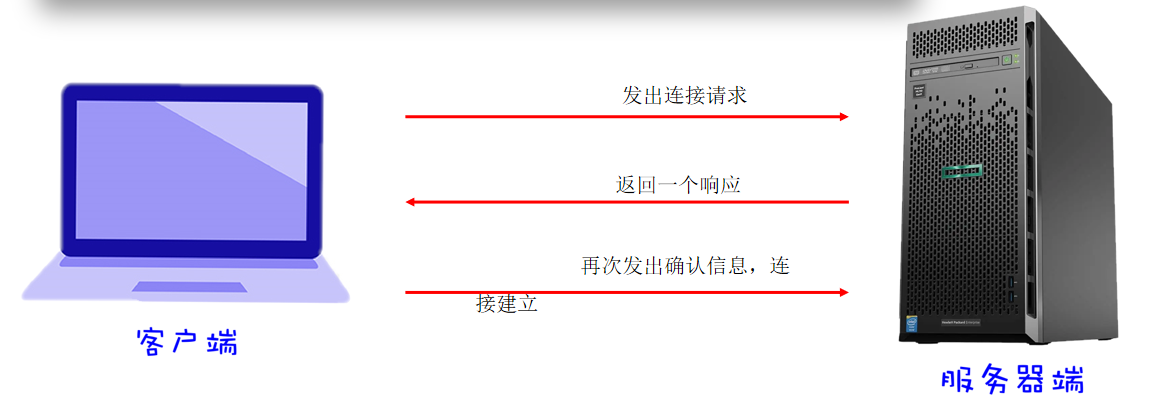 发出连接请求
返回一个响应
再次发出确认信息，连
接建立
客户端
服务器端